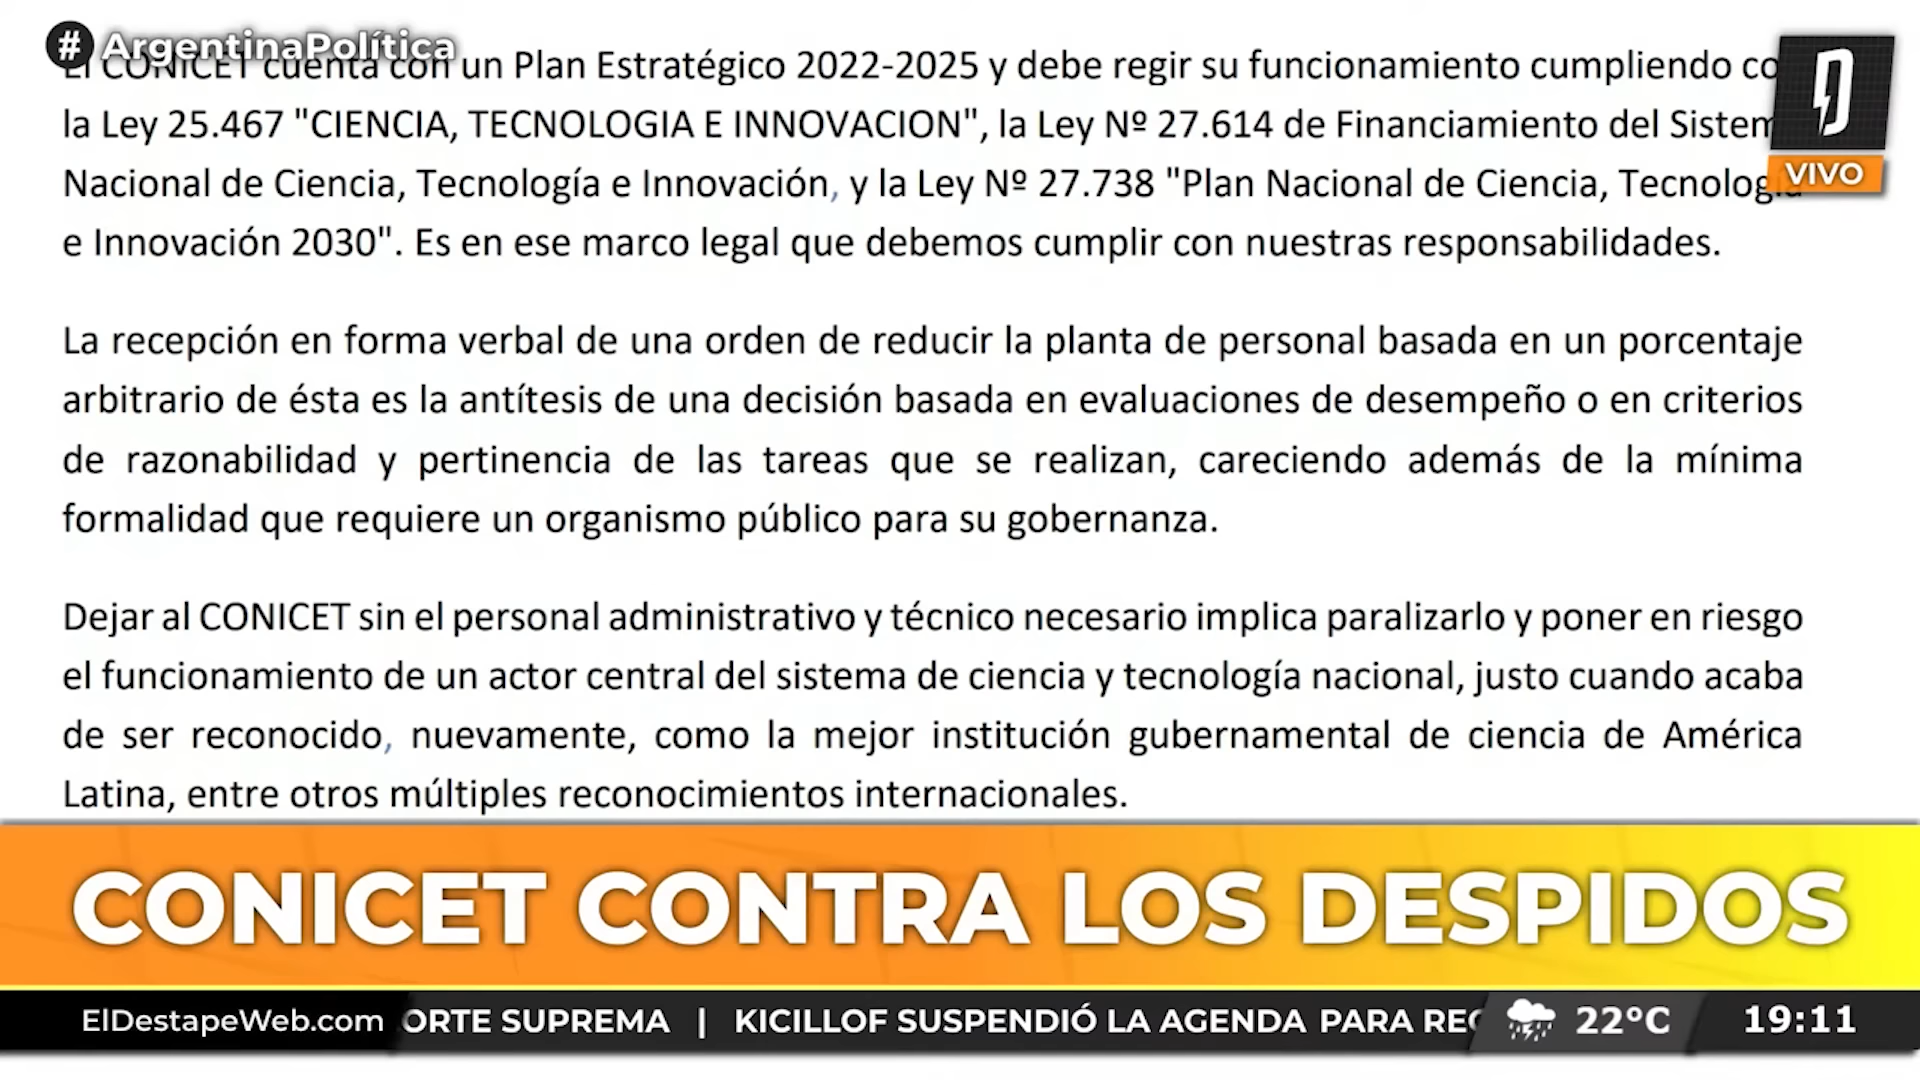 #ArgentinaPolítica
El CONICET cuenta con un Plan Estratégico 2022-2025 y debe regir su funcionamiento cumpliendo co
la Ley 25.467 "CIENCIA, TECNOLOGIA E INNOVACION", la Ley Nº 27.614 de Financiamiento del Sistem
Nacional de Ciencia, Tecnología e Innovación, y la Ley Nº 27.738 "Plan Nacional de Ciencia, Tecnología
VIVO
e Innovación 2030". Es en ese marco legal que debemos cumplir con nuestras responsabilidades.
La recepción en forma verbal de una orden de reducir la planta de personal basada en un porcentaje
arbitrario de ésta es la antítesis de una decisión basada en evaluaciones de desempeño o en criterios
de razonabilidad y pertinencia de las tareas que se realizan, careciendo además de la mínima
formalidad que requiere un organismo público para su gobernanza.
Dejar al CONICET sin el personal administrativo y técnico necesario implica paralizarlo y poner en riesgo
el funcionamiento de un actor central del sistema de ciencia y tecnología nacional, justo cuando acaba
de ser reconocido, nuevamente, como la mejor institución gubernamental de ciencia de América
Latina, entre otros múltiples reconocimientos internacionales.
CONICET CONTRA LOS DESPIDOS
ElDestapeWeb.com ORTE SUPREMA | KICILLOF SUSPENDIÓ LA AGENDA PARA REC 22°C 19:11